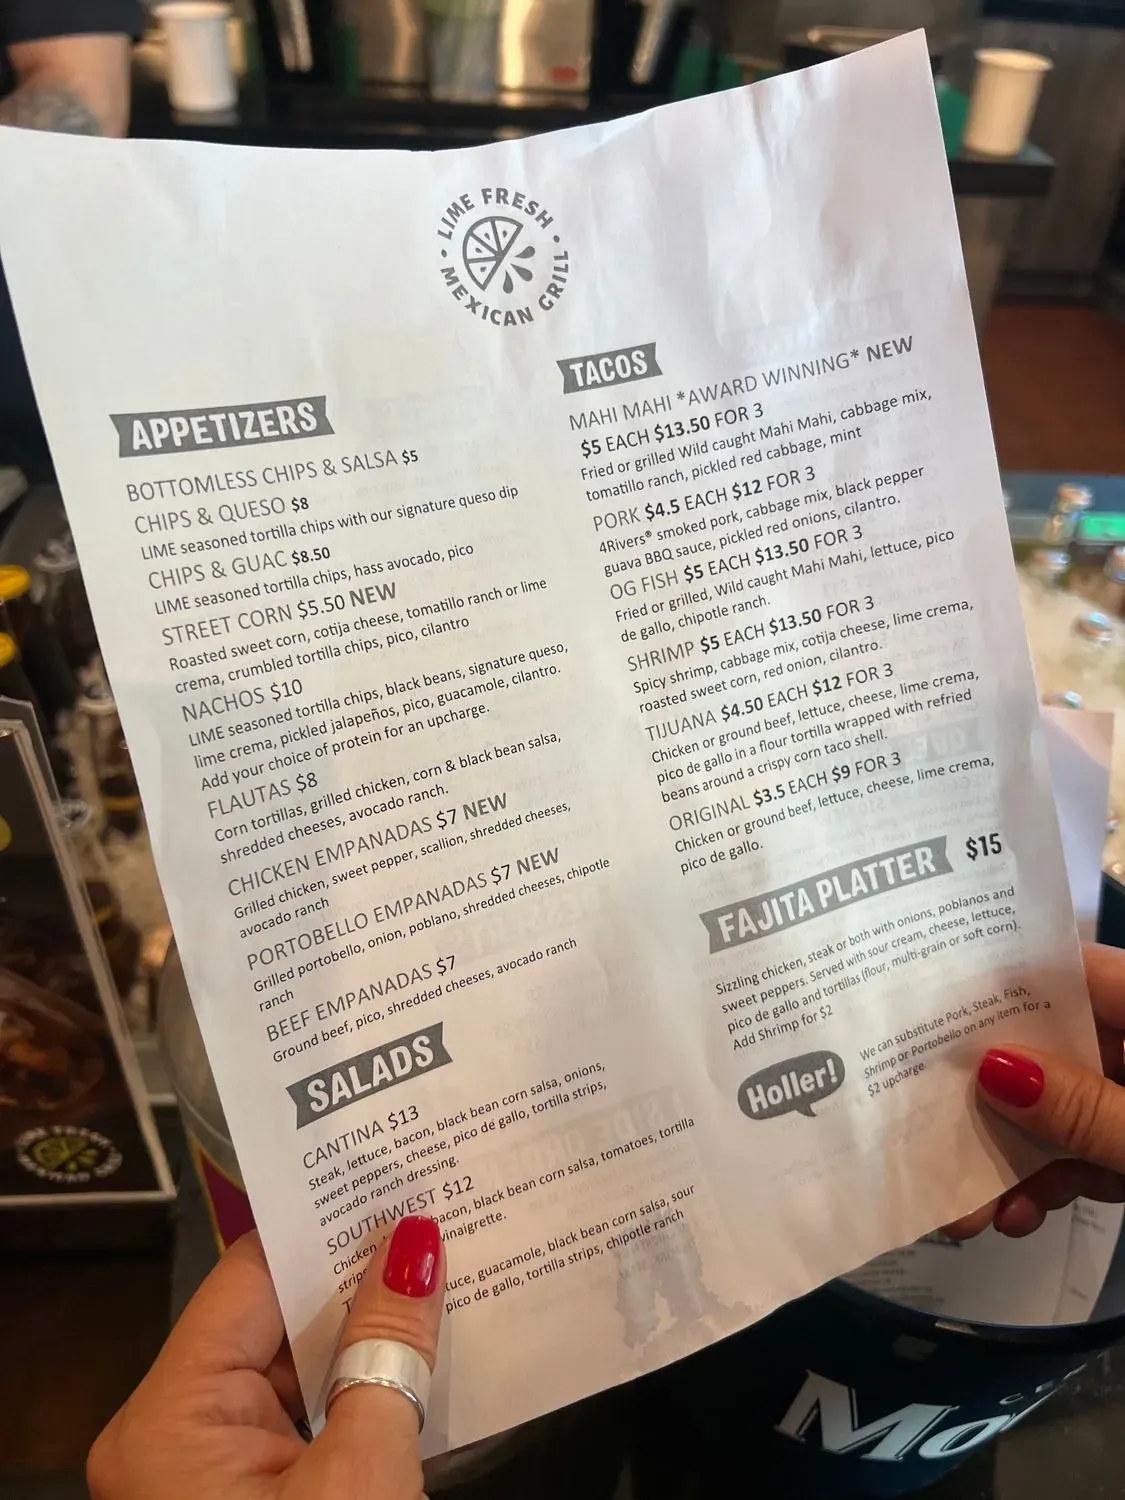 LIME FRESH
MEXICAN GRILL
APPETIZERS
BOTTOMLESS CHIPS & SALSA $5
CHIPS & QUESO $8
LIME seasoned tortilla chips with our signature queso dip
CHIPS & GUAC $8.50
LIME seasoned tortilla chips, hass avocado, pico
STREET CORN $5.50 NEW
Roasted sweet corn, cotija cheese, tomatillo ranch or lime
crema, crumbled tortilla chips, pico, cilantro
NACHOS $10
LIME seasoned tortilla chips, black beans, signature queso,
lime crema, pickled jalapeños, pico, guacamole, cilantro.
Add your choice of protein for an upcharge.
FLAUTAS $8
Corn tortillas, grilled chicken, corn & black bean salsa,
shredded cheeses, avocado ranch.
CHICKEN EMPANADAS $7 NEW
Grilled chicken, sweet pepper, scallion, shredded cheeses,
avocado ranch
PORTOBELLO EMPANADAS $7 NEW
Grilled portobello, onion, poblano, shredded cheeses, chipotle
ranch
BEEF EMPANADAS $7
Ground beef, pico, shredded cheeses, avocado ranch
SALADS
CANTINA $13
Steak, lettuce, bacon, black bean corn salsa, onions,
sweet peppers, cheese, pico de gallo, tortilla strips,
avocado ranch dressing.
SOUTHWEST $12
Chicken, bacon, black bean corn salsa, tomatoes, tortilla
strips vinaigrette.
guacamole, black bean corn salsa, sour
pico de gallo, tortilla strips, chipotle ranch
TACOS
MAHI MAHI *AWARD WINNING* NEW
$5 EACH $13.50 FOR 3
Fried or grilled Wild caught Mahi Mahi, cabbage mix,
tomatillo ranch, pickled red cabbage, mint
PORK $4.5 EACH $12 FOR 3
4Rivers® smoked pork, cabbage mix, black pepper
guava BBQ sauce, pickled red onions, cilantro.
OG FISH $5 EACH $13.50 FOR 3
Fried or grilled, Wild caught Mahi Mahi, lettuce, pico
de gallo, chipotle ranch.
SHRIMP $5 EACH $13.50 FOR 3
Spicy shrimp, cabbage mix, cotija cheese, lime crema,
roasted sweet corn, red onion, cilantro.
TIJUANA $4.50 EACH $12 FOR 3
Chicken or ground beef, lettuce, cheese, lime crema,
pico de gallo in a flour tortilla wrapped with refried
beans around a crispy corn taco shell.
ORIGINAL $3.5 EACH $9 FOR 3
Chicken or ground beef, lettuce, cheese, lime crema,
pico de gallo.
FAJITA PLATTER $15
Sizzling chicken, steak or both with onions, poblanos and
sweet peppers. Served with sour cream, cheese, lettuce,
pico de gallo and tortillas (flour, multi-grain or soft corn).
Add Shrimp for $2
Holler!
We can substitute Pork, Steak, Fish,
Shrimp or Portobello on any item for a
$2 upcharge.